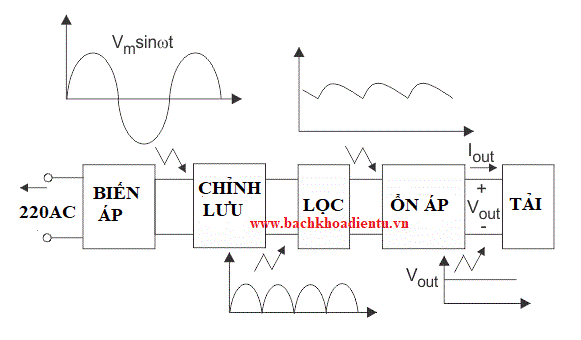 Vmsinωt
Iout
BIẾN
ÁP
CHỈNH
LƯU
LỌC
ỔN ÁP
+
Vout
-
TẢI
220AC
www.bachkhoadientu.vn
Vout